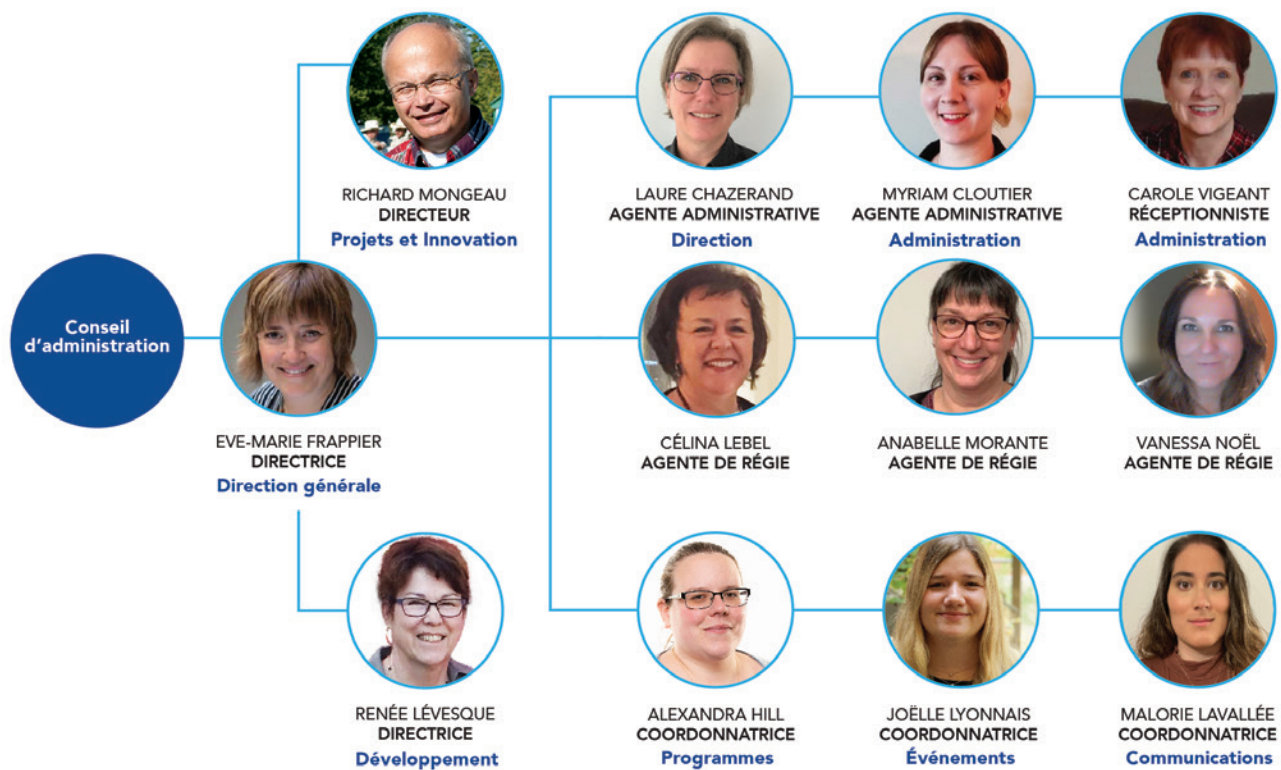 RICHARD MONGEAU
DIRECTEUR
Projets et Innovation
LAURE CHAZERAND
AGENTE ADMINISTRATIVE
Direction
MYRIAM CLOUTIER
AGENTE ADMINISTRATIVE
Administration
CAROLE VIGEANT
RÉCEPTIONNISTE
Administration
Conseil
d'administration
EVE-MARIE FRAPPIER
DIRECTRICE
Direction générale
CÉLINA LEBEL
AGENTE DE RÉGIE
ANABELLE MORANTE
AGENTE DE RÉGIE
VANESSA NOËL
AGENTE DE RÉGIE
RENÉE LÉVESQUE
DIRECTRICE
Développement
ALEXANDRA HILL
COORDONNATRICE
Programmes
JOËLLE LYONNAIS
COORDONNATRICE
Événements
MALORIE LAVALLÉE
COORDONNATRICE
Communications